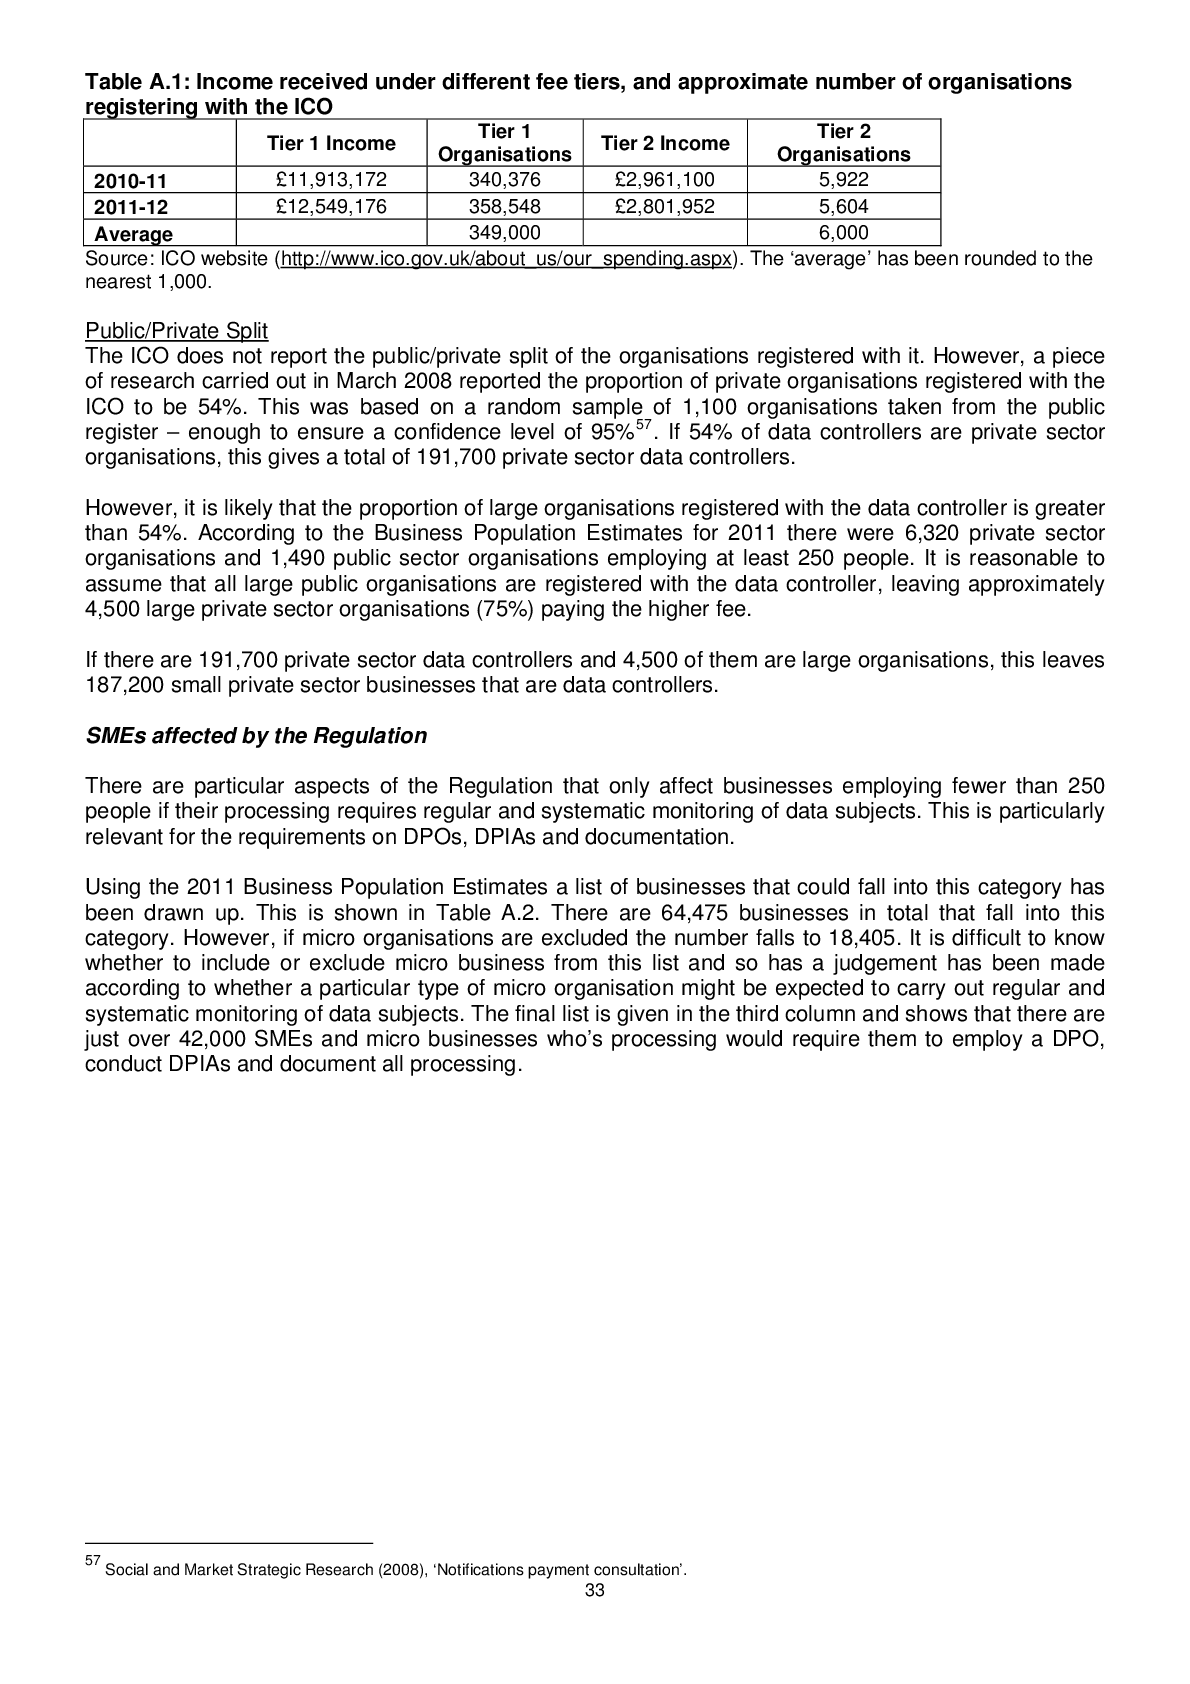 Table A.1: Income received under different fee tiers, and approximate number of organisations
registering with the ICO
Tier 1 Income Tier 1 Organisations Tier 2 Income Tier 2 Organisations
2010-11 £11,913,172 340,376 £2,961,100 5,922
2011-12 £12,549,176 358,548 £2,801,952 5,604
Average 349,000 6,000
Source: ICO website (http://www.ico.gov.uk/about_us/our_spending.aspx). The ‘average’ has been rounded to the
nearest 1,000.
Public/Private Split
The ICO does not report the public/private split of the organisations registered with it. However, a piece
of research carried out in March 2008 reported the proportion of private organisations registered with the
ICO to be 54%. This was based on a random sample of 1,100 organisations taken from the public
register – enough to ensure a confidence level of 95%57. If 54% of data controllers are private sector
organisations, this gives a total of 191,700 private sector data controllers.
However, it is likely that the proportion of large organisations registered with the data controller is greater
than 54%. According to the Business Population Estimates for 2011 there were 6,320 private sector
organisations and 1,490 public sector organisations employing at least 250 people. It is reasonable to
assume that all large public organisations are registered with the data controller, leaving approximately
4,500 large private sector organisations (75%) paying the higher fee.
If there are 191,700 private sector data controllers and 4,500 of them are large organisations, this leaves
187,200 small private sector businesses that are data controllers.
SMEs affected by the Regulation
There are particular aspects of the Regulation that only affect businesses employing fewer than 250
people if their processing requires regular and systematic monitoring of data subjects. This is particularly
relevant for the requirements on DPOs, DPIAs and documentation.
Using the 2011 Business Population Estimates a list of businesses that could fall into this category has
been drawn up. This is shown in Table A.2. There are 64,475 businesses in total that fall into this
category. However, if micro organisations are excluded the number falls to 18,405. It is difficult to know
whether to include or exclude micro business from this list and so has a judgement has been made
according to whether a particular type of micro organisation might be expected to carry out regular and
systematic monitoring of data subjects. The final list is given in the third column and shows that there are
just over 42,000 SMEs and micro businesses who’s processing would require them to employ a DPO,
conduct DPIAs and document all processing.
57 Social and Market Strategic Research (2008), ‘Notifications payment consultation’.
33